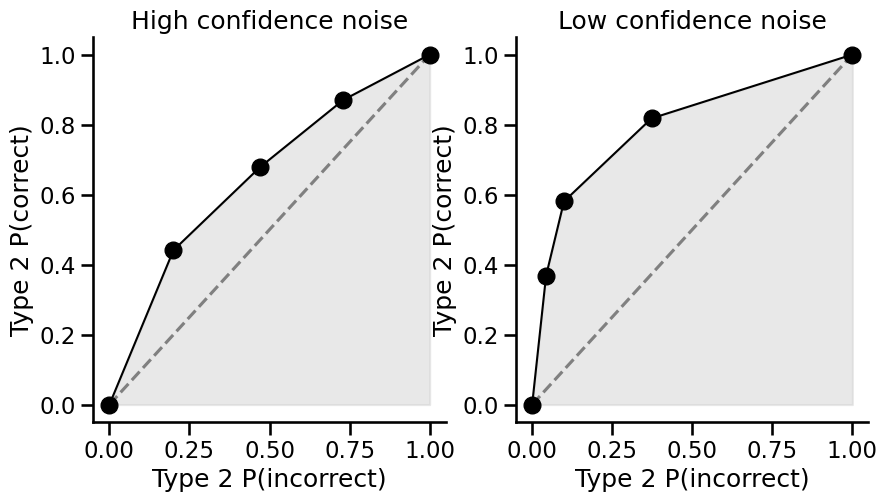 High confidence noise
Type 2 P(correct)
1.0
0.8
0.6
0.4
0.2
0.0
0.00 0.25 0.50 0.75 1.00
Type 2 P(incorrect)
Low confidence noise
Type 2 P(correct)
1.0
0.8
0.6
0.4
0.2
0.0
0.00 0.25 0.50 0.75 1.00
Type 2 P(incorrect)